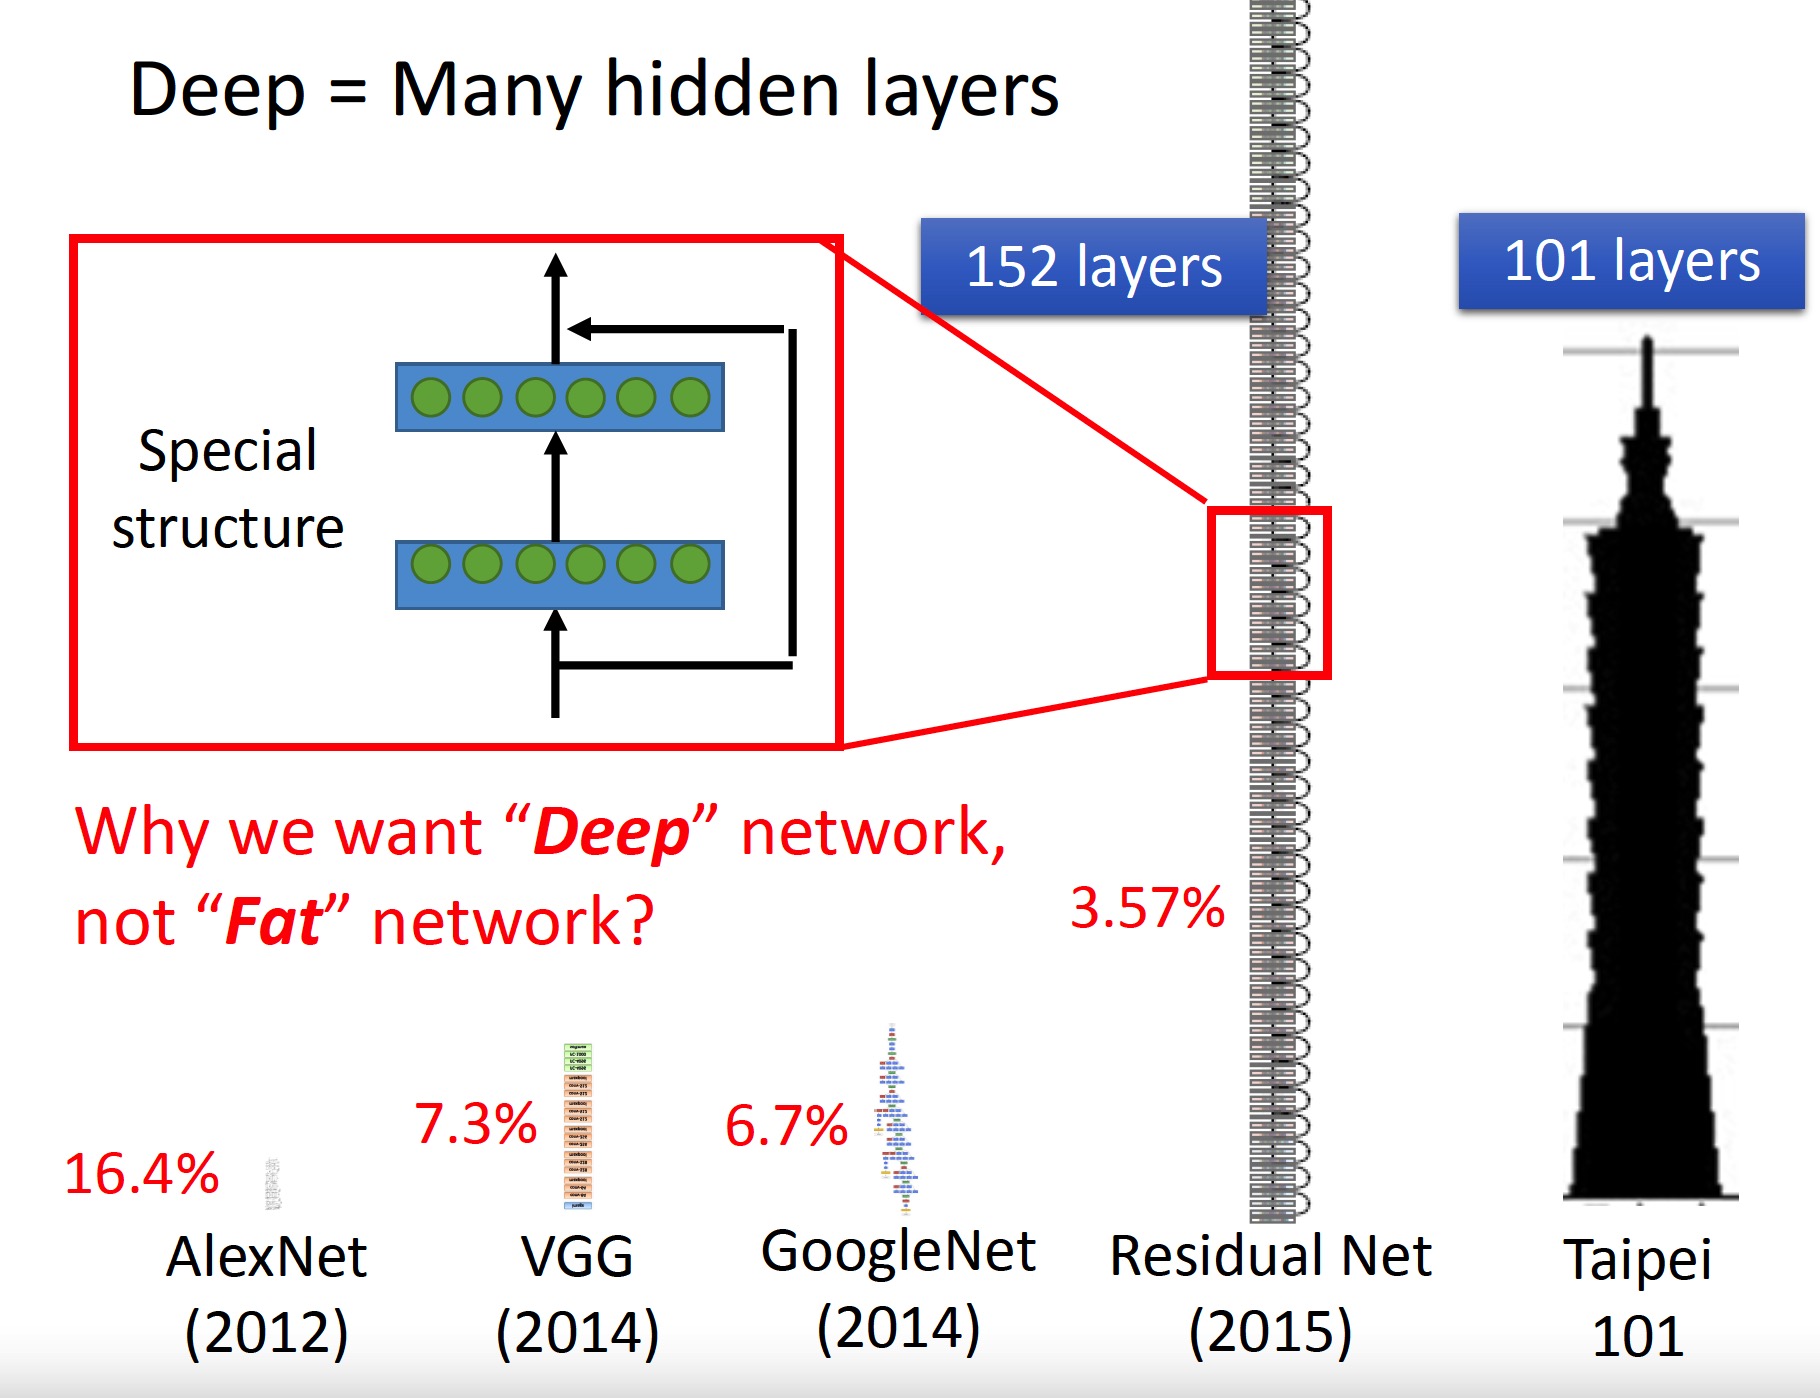 Deep = Many hidden layers
152 layers
101 layers
Special
structure
Why we want “Deep” network,
not “Fat” network?
3.57%
7.3%
6.7%
16.4%
AlexNet
(2012)
VGG
(2014)
GoogleNet
(2014)
Residual Net
(2015)
Taipei
101